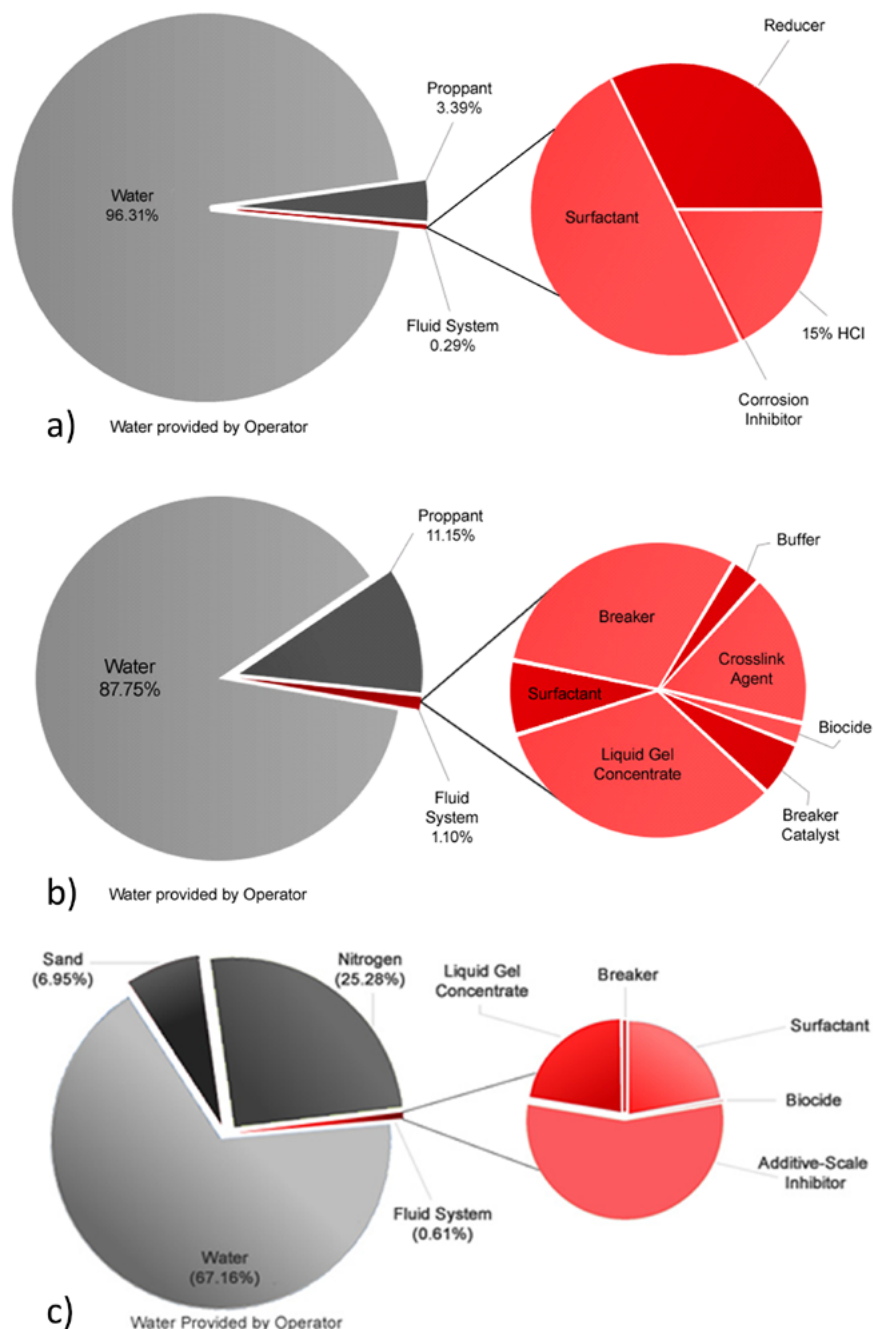 Reducer
Proppant
3.39%
Water
96.31%
Surfactant
Fluid System
0.29%
15% HCl
Corrosion
Inhibitor
a)
Water provided by Operator
Proppant
11.15%
Buffer
Breaker
Crosslink
Agent
Water
87.75%
Surfactant
Biocide
Liquid Gel
Concentrate
Fluid
System
1.10%
Breaker
Catalyst
b)
Water provided by Operator
Sand
(6.95%)
Nitrogen
(25.28%)
Liquid Gel
Concentrate
Breaker
Surfactant
Biocide
Additive-Scale
Inhibitor
Fluid System
(0.61%)
Water
(67.16%)
c)
Water Provided by Operator